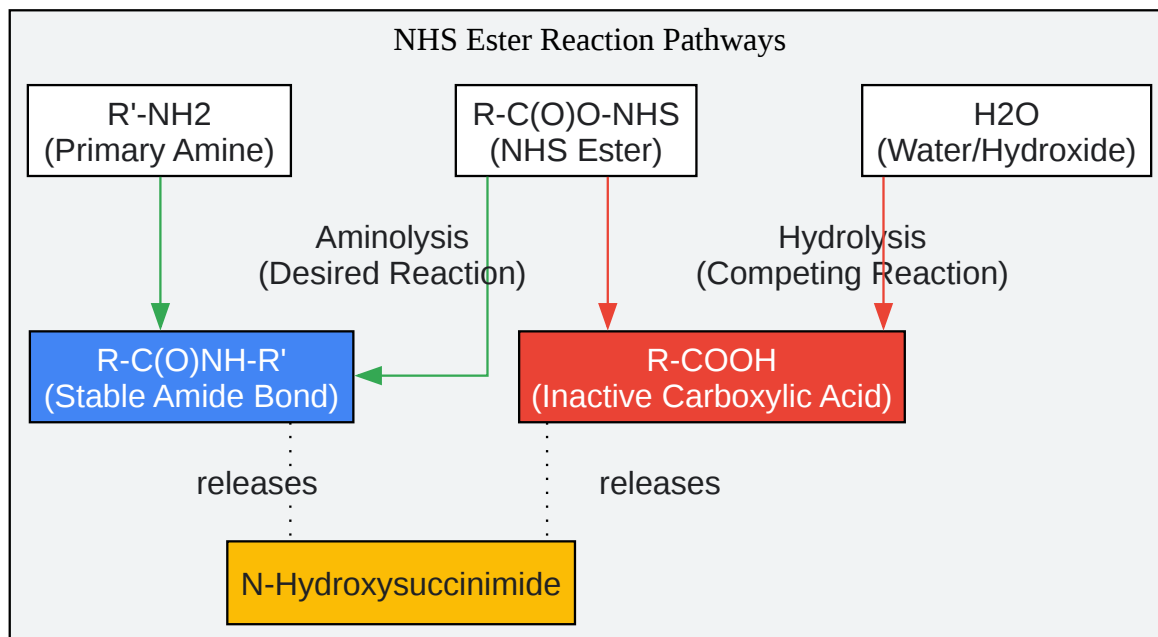 NHS Ester Reaction Pathways
R'-NH2
(Primary Amine)
R-C(O)O-NHS
(NHS Ester)
H2O
(Water/Hydroxide)
Aminolysis
(Desired Reaction)
Hydrolysis
(Competing Reaction)
R-C(O)NH-R'
(Stable Amide Bond)
R-COOH
(Inactive Carboxylic Acid)
releases
releases
N-Hydroxysuccinimide